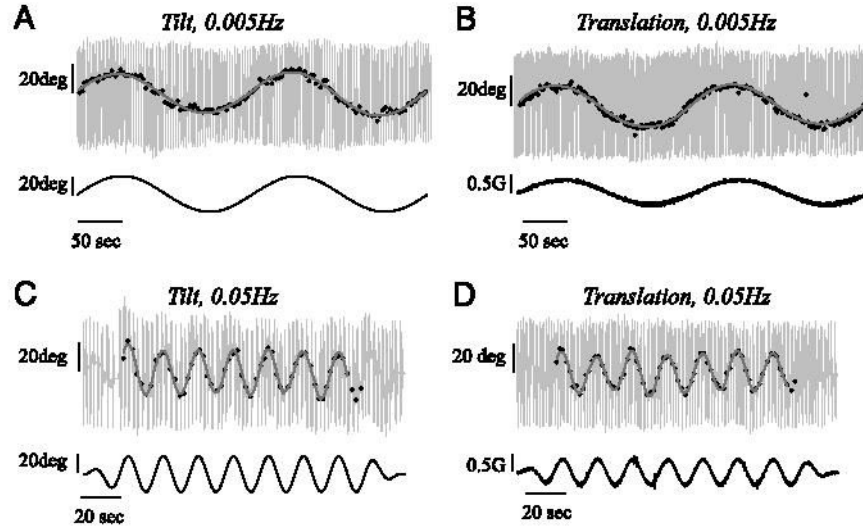 A
Tilt, 0.005Hz
20deg
20deg
50 sec
B
Translation, 0.005Hz
20deg
0.5G
50 sec
C
Tilt, 0.05Hz
20deg
20deg
20 sec
D
Translation, 0.05Hz
20 deg
0.5G
20 sec